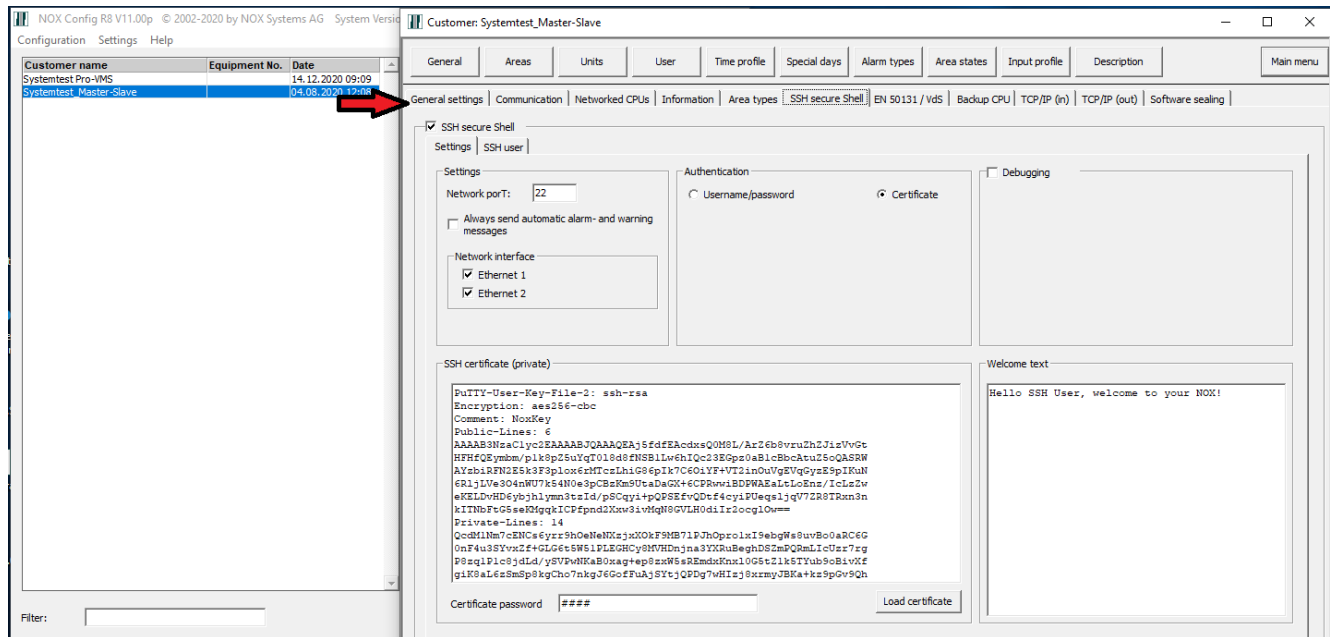 NOX Config R8 V11.00p © 2002-2020 by NOX Systems AG System Versio
Configuration Settings Help
Customer name Equipment No. Date
Systemtest Pro-VMS 14.12.2020 09:09
Systemtest_Master-Slave 04.08.2020 12:08
Filter:
Customer: Systemtest_Master-Slave
General Areas Units User Time profile Special days Alarm types Area states Input profile Description Main menu
General settings Communication Networked CPUs Information Area types SSH secure Shell EN 50131 / VdS Backup CPU TCP/IP (in) TCP/IP (out) Software sealing
SSH secure Shell
Settings SSH user
Settings
Network porT: 22
Always send automatic alarm- and warning
messages
Network interface
Ethernet 1
Ethernet 2
Authentication
Username/password Certificate
Debugging
SSH certificate (private)
PuTTY-User-Key-File-2: ssh-rsa
Encryption: aes256-cbc
Comment: NoxKey
Public-Lines: 6
Private-Lines: 14
Certificate password ####
Load certificate
Welcome text
Hello SSH User, welcome to your NOX!